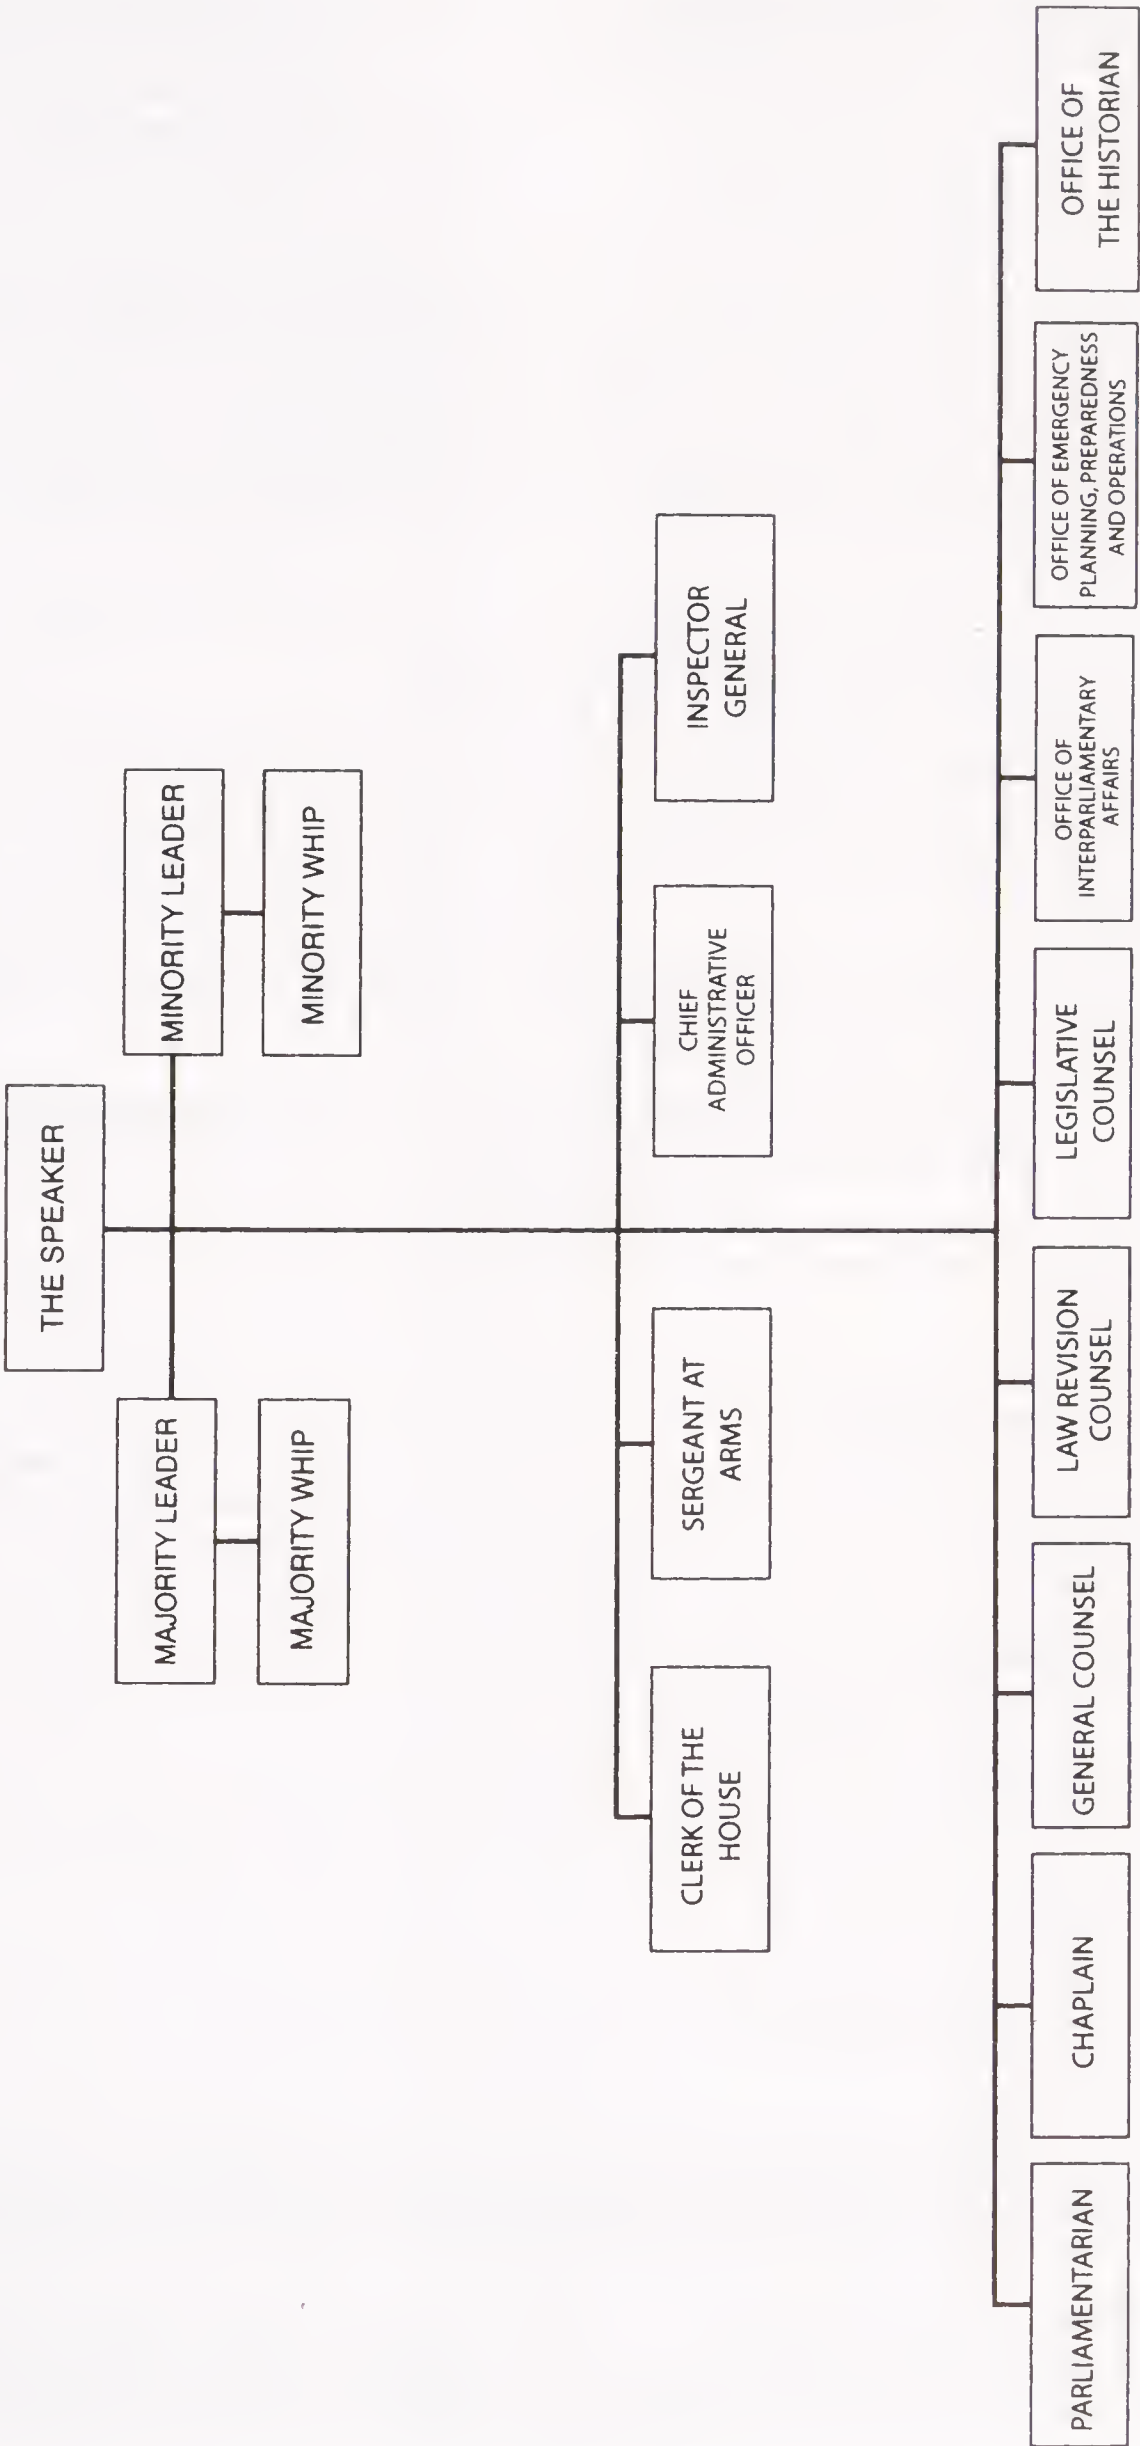 THE SPEAKER
MAJORITY LEADER
MINORITY LEADER
MAJORITY WHIP
MINORITY WHIP
CLERK OF THE
HOUSE
SERGEANT AT
ARMS
CHIEF
ADMINISTRATIVE
OFFICER
INSPECTOR
GENERAL
PARLIAMENTARIAN
CHAPLAIN
GENERAL COUNSEL
LAW REVISION
COUNSEL
LEGISLATIVE
COUNSEL
OFFICE OF
INTERPARLIAMENTARY
AFFAIRS
OFFICE OF EMERGENCY
PLANNING, PREPAREDNESS
AND OPERATIONS
OFFICE OF
THE HISTORIAN